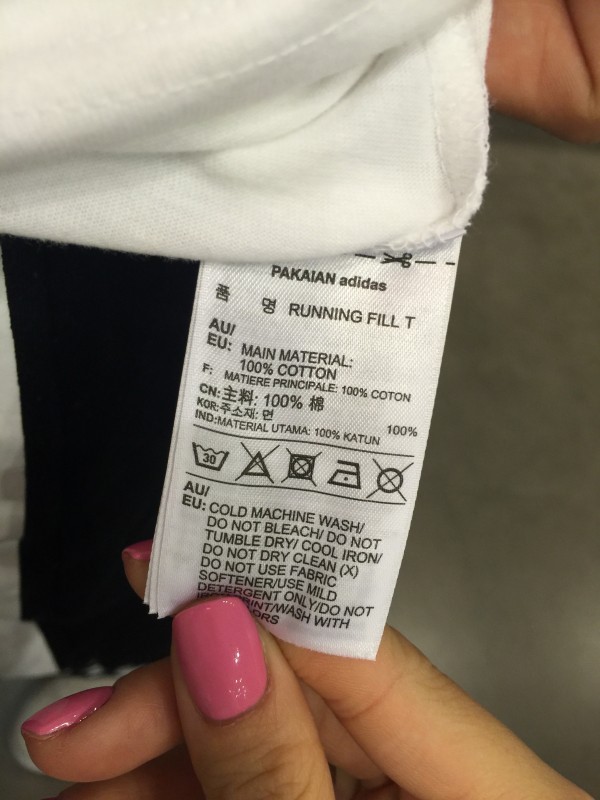 PAKAIAN adidas
품 명 RUNNING FILL T
AU/
EU: MAIN MATERIAL:
100% COTTON
F: MATIERE PRINCIPALE: 100% COTON
CN:主料: 100% 棉
KOR:주소재: 면 100%
IND:MATERIAL UTAMA: 100% KATUN
30
AU/
EU: COLD MACHINE WASH/
DO NOT BLEACH/ DO NOT
TUMBLE DRY/ COOL IRON/
DO NOT DRY CLEAN (X)
DO NOT USE FABRIC
SOFTENER/USE MILD
DETERGENT ONLY/DO NOT
WASH WITH